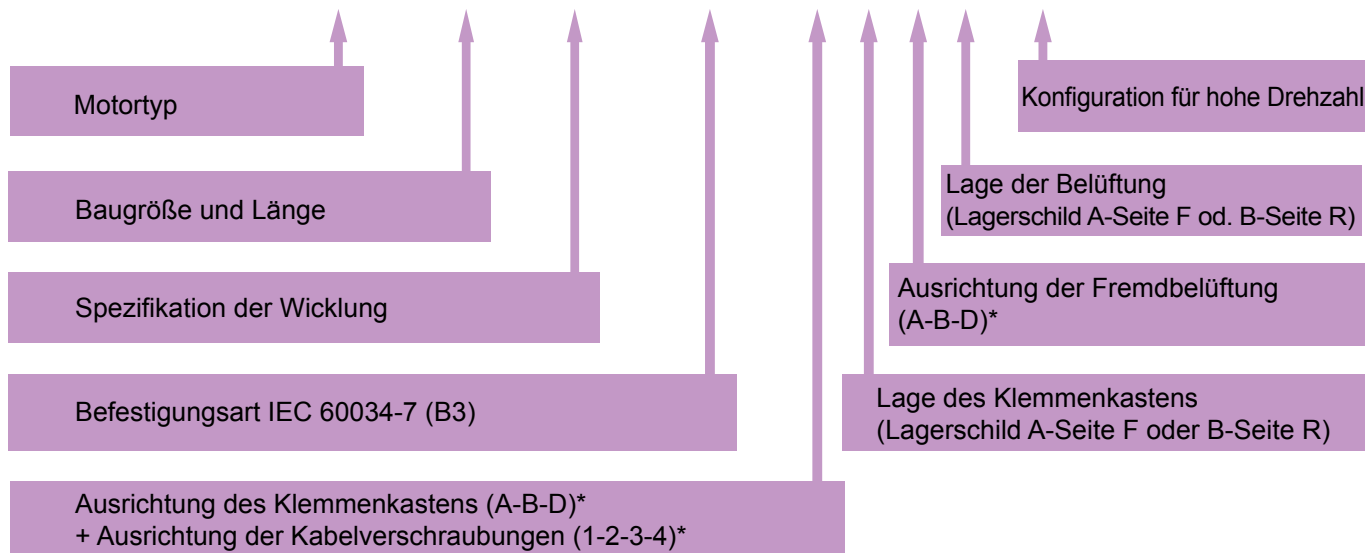 Motortyp
Baugröße und Länge
Spezifikation der Wicklung
Befestigungsart IEC 60034-7 (B3)
Ausrichtung des Klemmenkastens (A-B-D)*
+ Ausrichtung der Kabelverschraubungen (1-2-3-4)*
Konfiguration für hohe Drehzahl
Lage der Belüftung
(Lagerschild A-Seite F od. B-Seite R)
Ausrichtung der Fremdbelüftung
(A-B-D)*
Lage des Klemmenkastens
(Lagerschild A-Seite F oder B-Seite R)